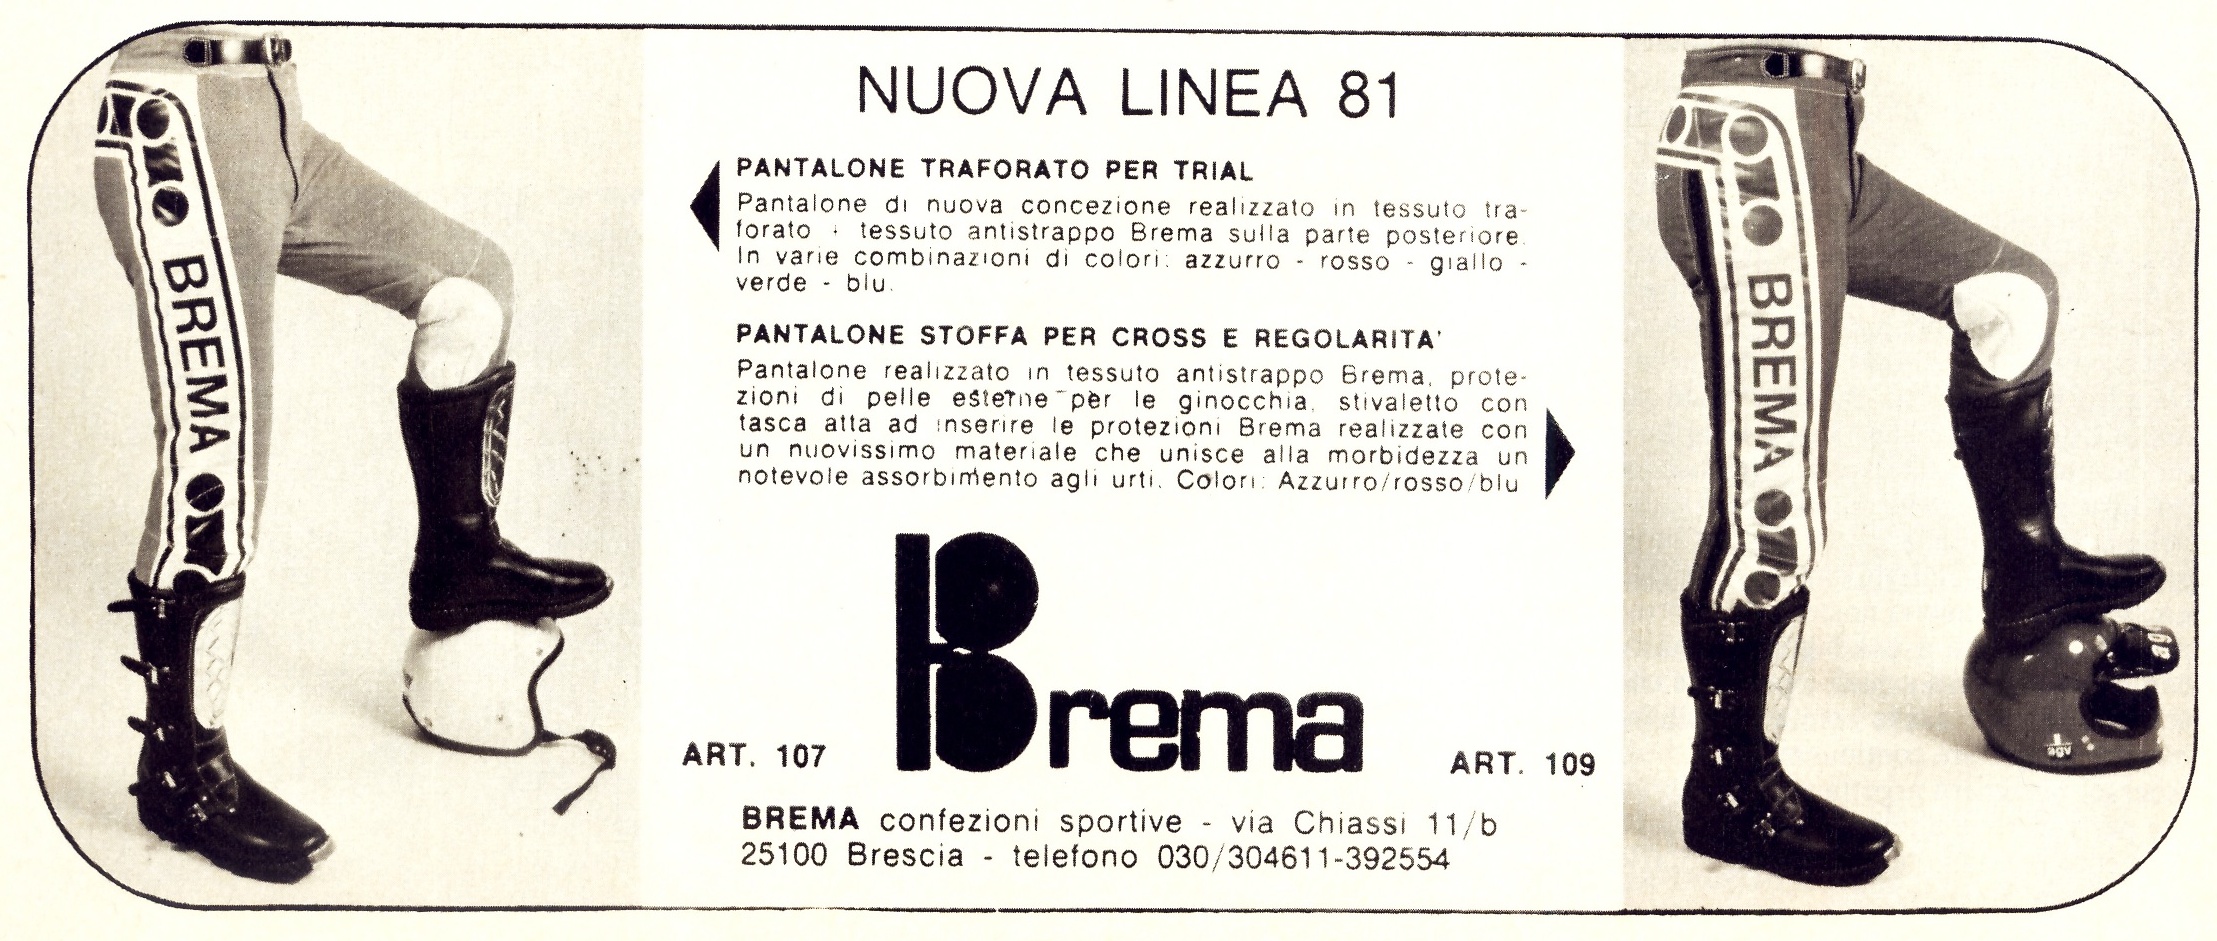 NUOVA LINEA 81
PANTALONE TRAFORATO PER TRIAL
Pantalone di nuova concezione realizzato in tessuto tra-
forato + tessuto antistrappo Brema sulla parte posteriore.
In varie combinazioni di colori: azzurro - rosso - giallo -
verde - blu.
PANTALONE STOFFA PER CROSS E REGOLARITA'
Pantalone realizzato in tessuto antistrappo Brema, prote-
zioni di pelle esterne per le ginocchia, stivaletto con
tasca atta ad inserire le protezioni Brema realizzate con
un nuovissimo materiale che unisce alla morbidezza un
notevole assorbimento agli urti. Colori: Azzurro/rosso/blu
BREMA
BREMA
Brema
ART. 107
ART. 109
agv
BREMA confezioni sportive - via Chiassi 11/b
25100 Brescia - telefono 030/304611-392554